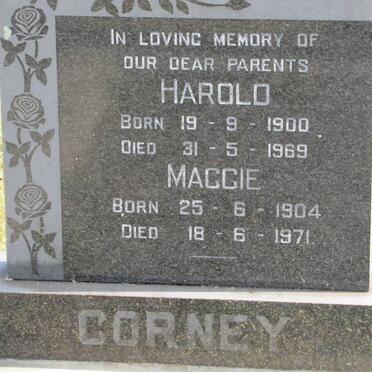 IN LOVING MEMORY OF
OUR DEAR PARENTS
HAROLD
BORN 19 - 9 - 1900
DIED 31 - 5 - 1969
MAGGIE
BORN 25 - 6 - 1904
DIED 18 - 6 - 1971.
CORNEY